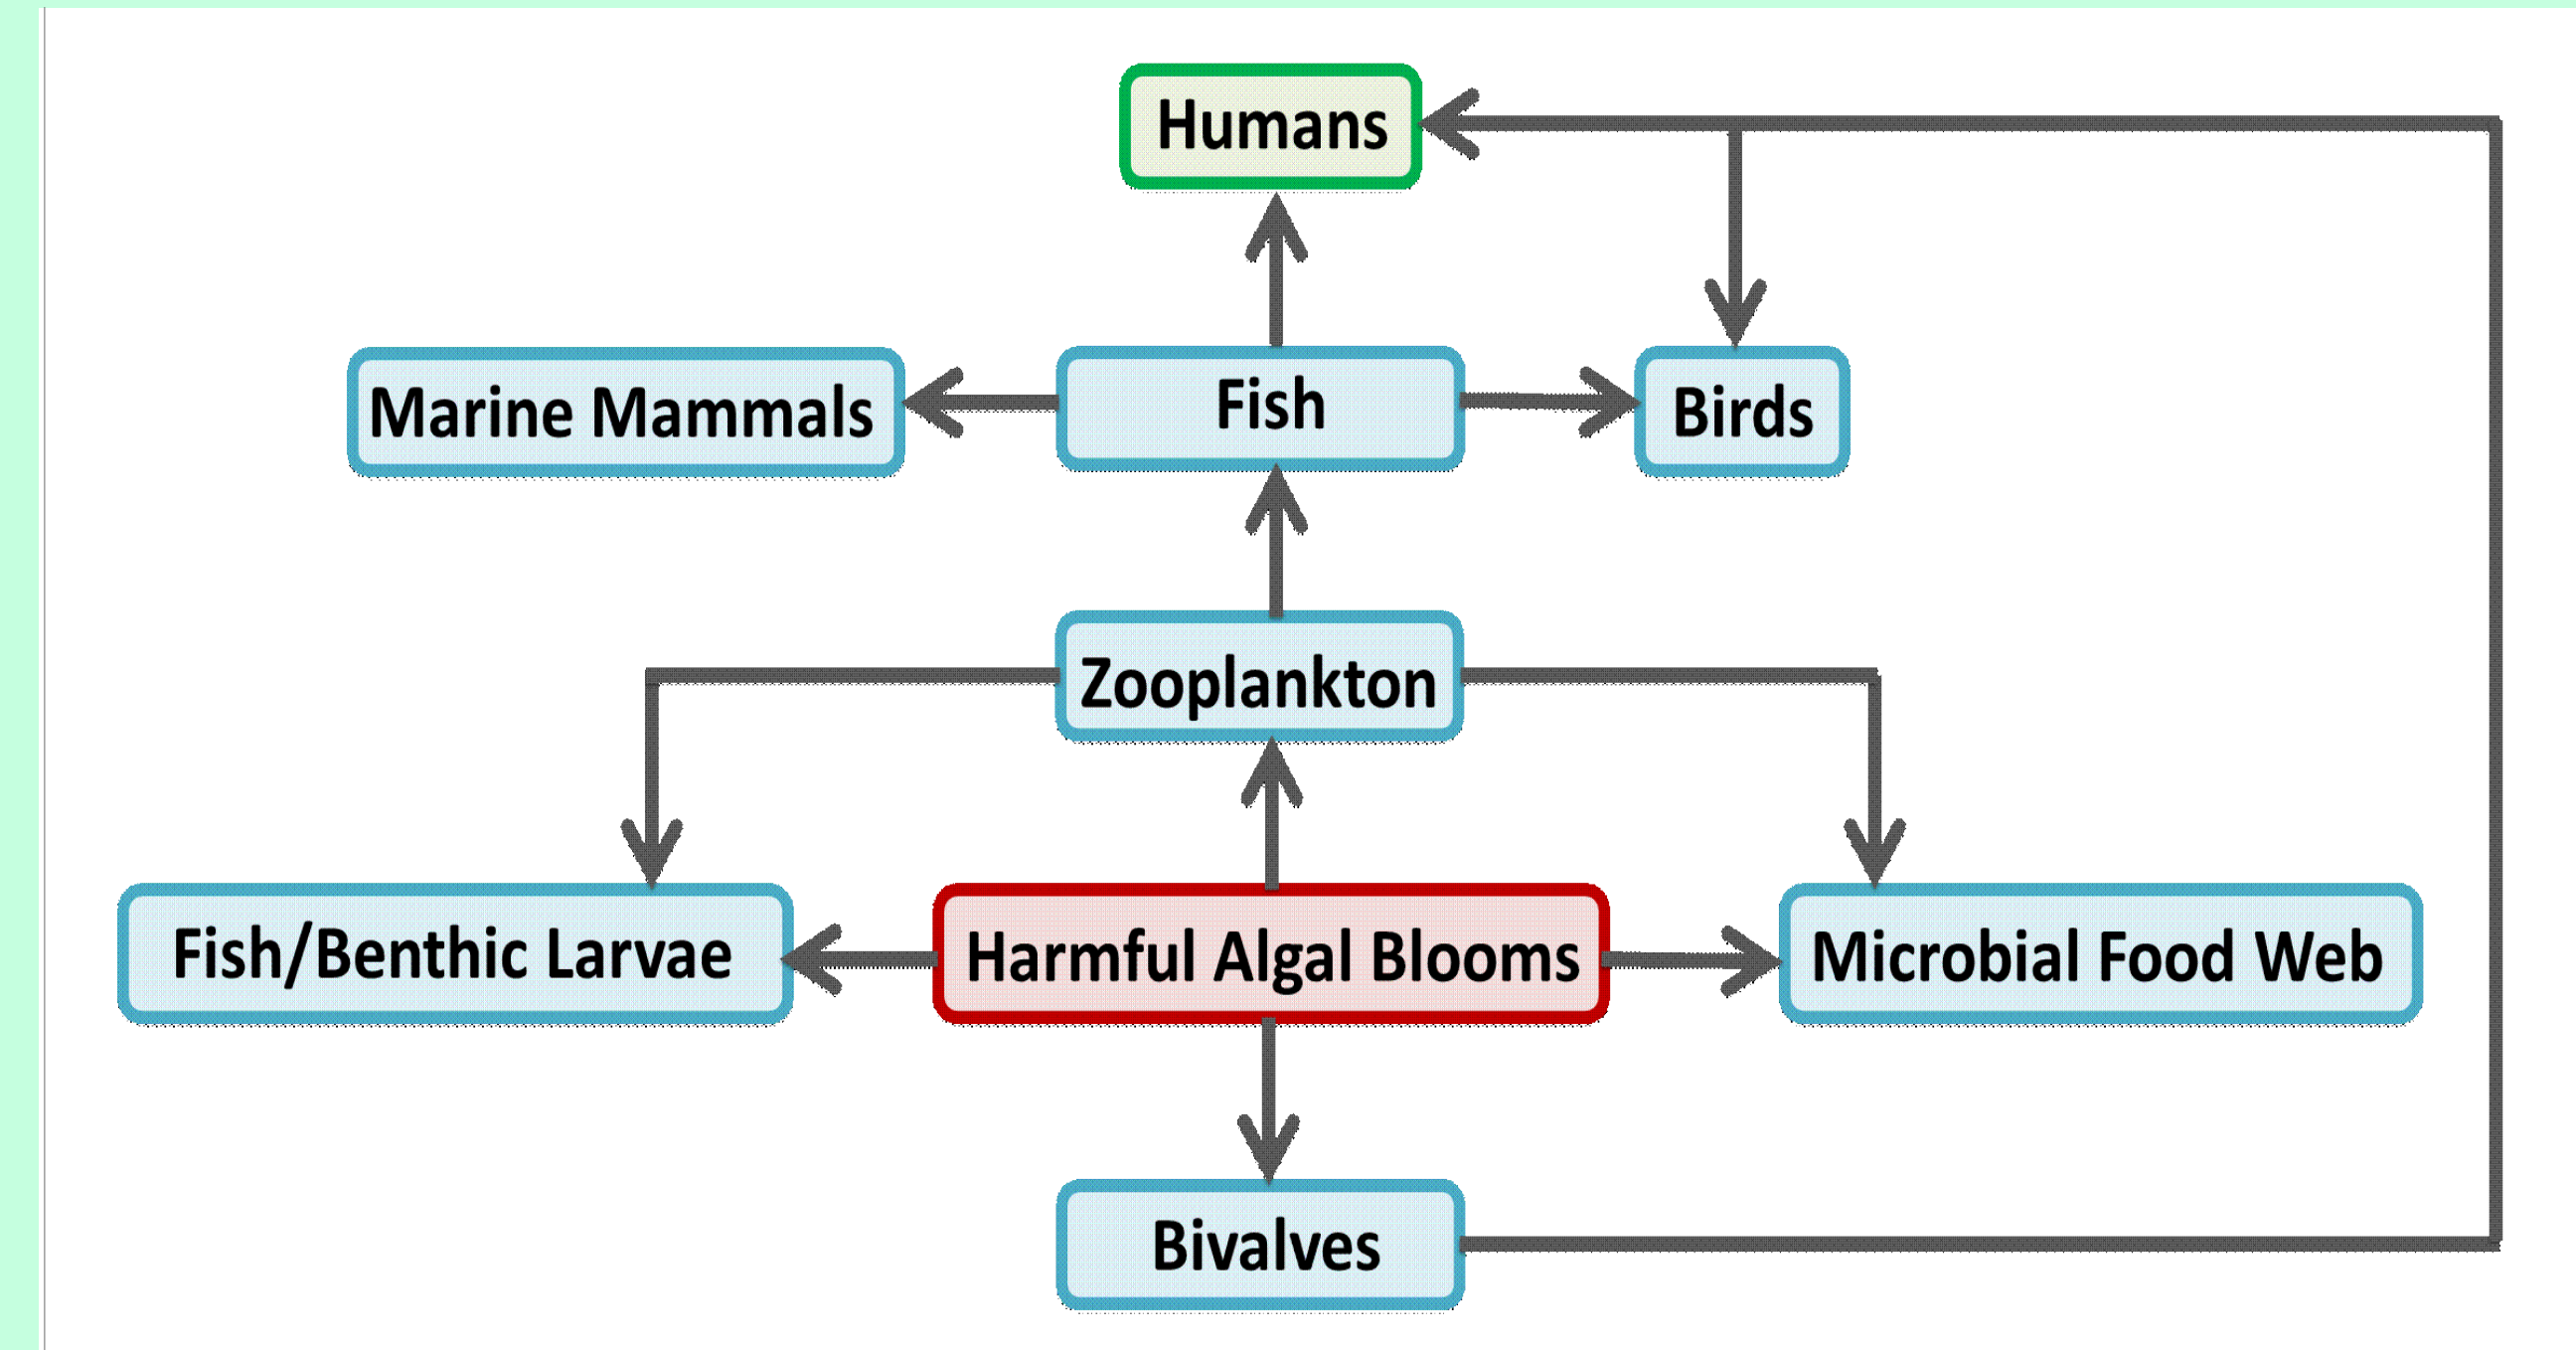 Humans
Marine Mammals
Fish
Birds
Zooplankton
Fish/Benthic Larvae
Harmful Algal Blooms
Microbial Food Web
Bivalves